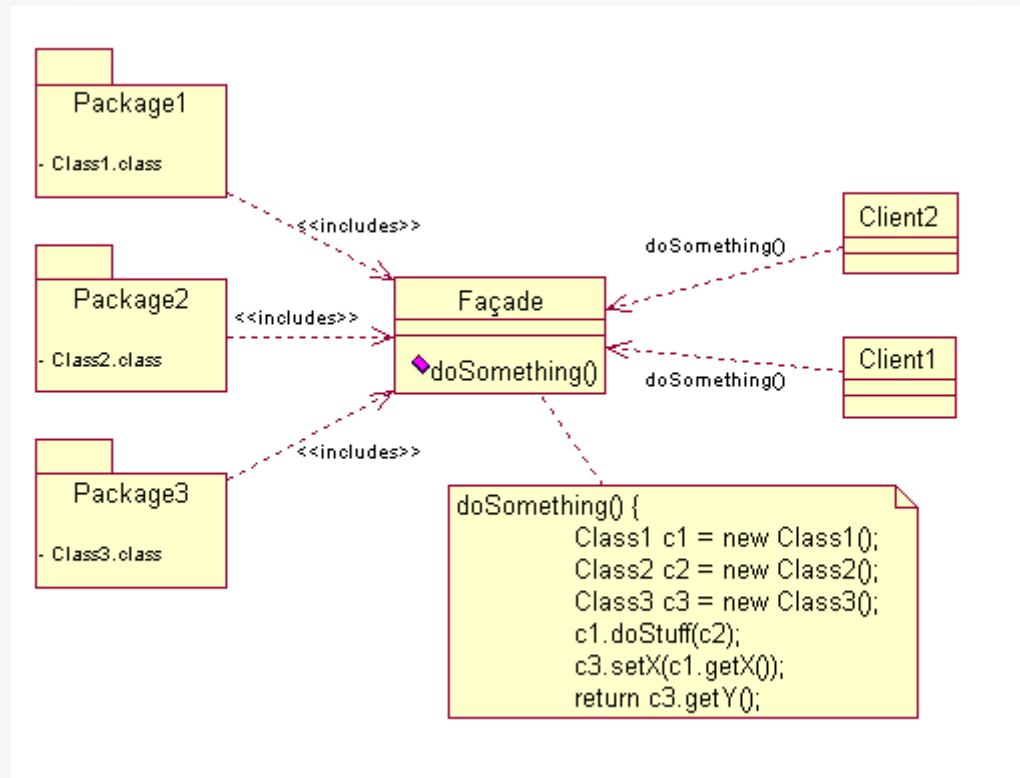 Package1
- Class1.class
<<includes>>
Package2
- Class2.class
<<includes>>
Package3
- Class3.class
<<includes>>
Façade
doSomething()
Client2
doSomething()
Client1
doSomething()
doSomething() {
Class1 c1 = new Class1();
Class2 c2 = new Class2();
Class3 c3 = new Class3();
c1.doStuff(c2);
c3.setX(c1.getX());
return c3.getY();